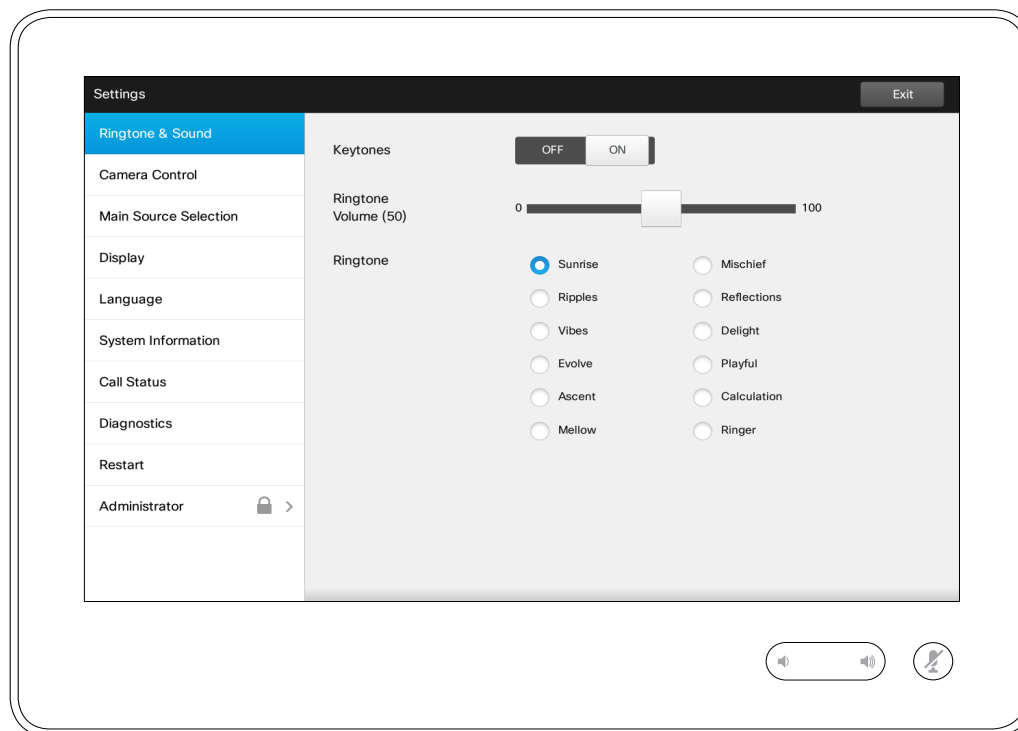 Settings
Exit
Ringtone & Sound
Camera Control
Main Source Selection
Display
Language
System Information
Call Status
Diagnostics
Restart
Administrator
Keytones
OFF ON
Ringtone
Volume (50)
0 100
Ringtone
Sunrise Mischief
Ripples Reflections
Vibes Delight
Evolve Playful
Ascent Calculation
Mellow Ringer